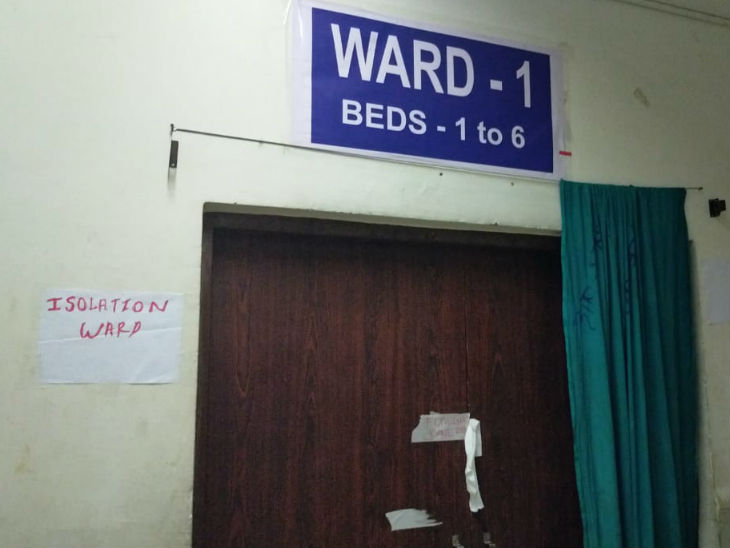 WARD - 1
BEDS - 1 to 6
ISOLATION
WARD